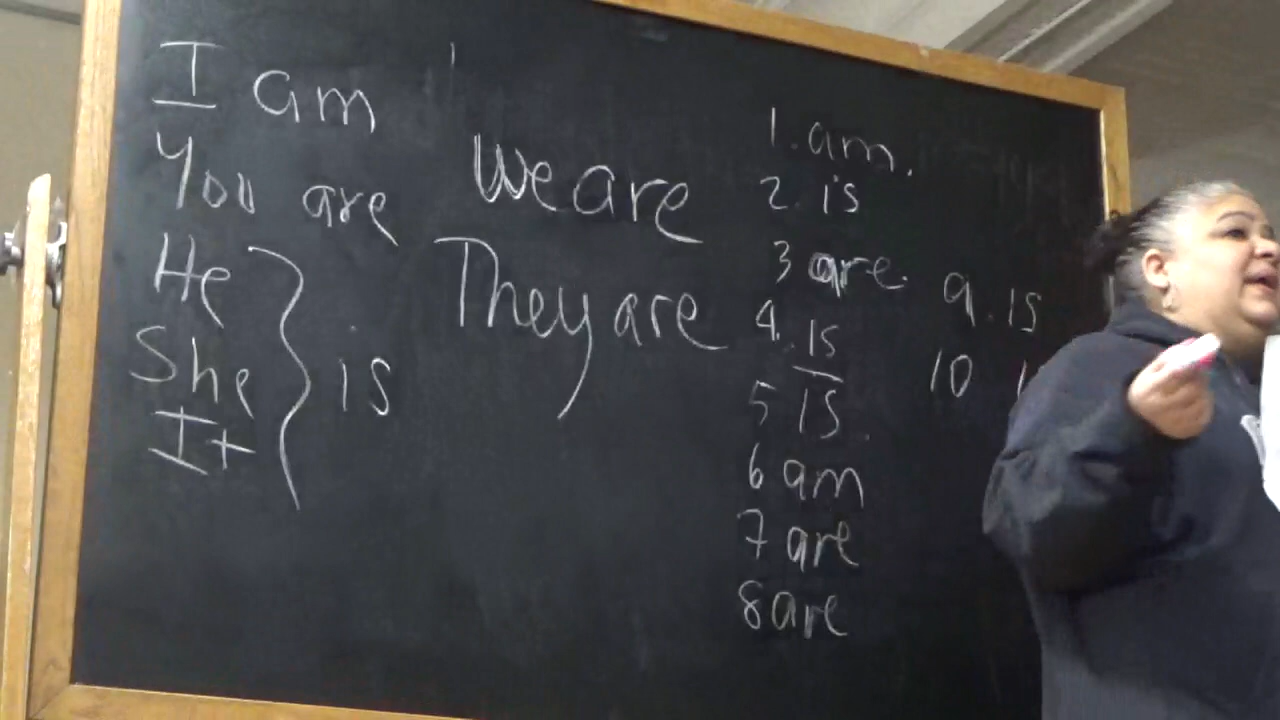 I am
You are
He
She
It
is
We are
They are
1. am.
2. is
3 are.
4. is
5 is
6 am
7 are
8 are
9. is
10